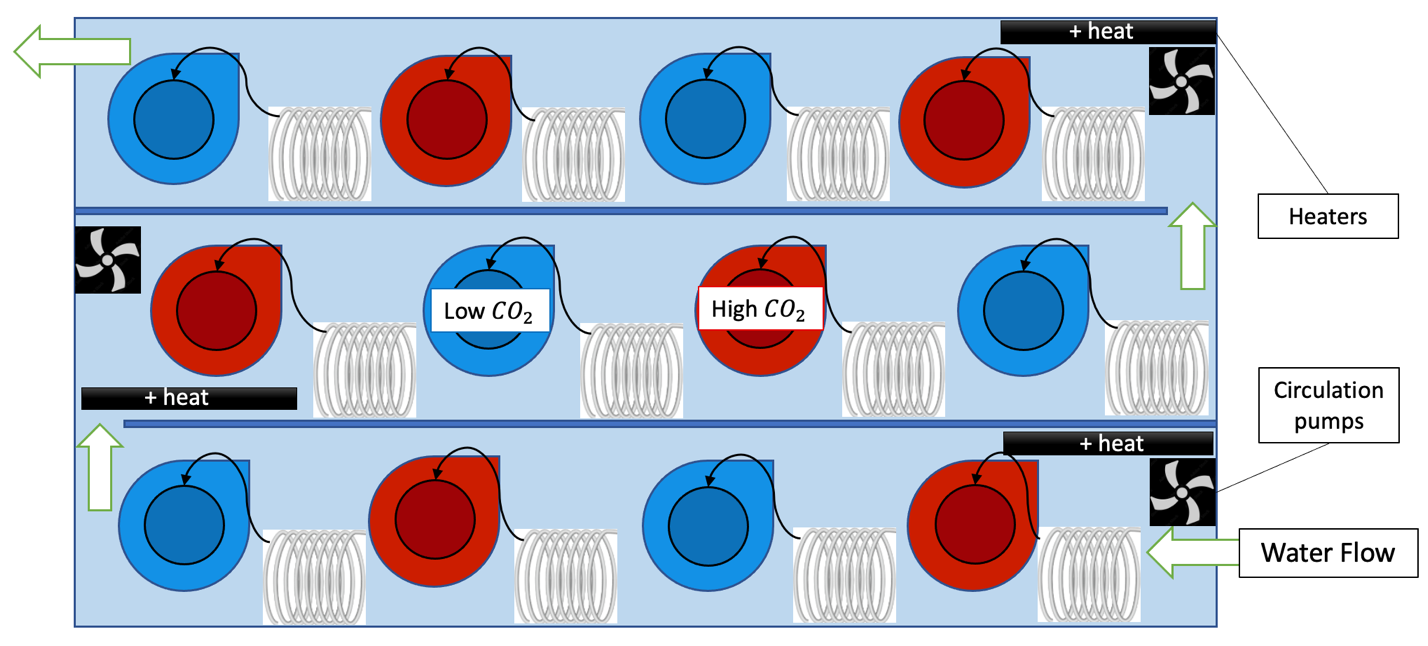 + heat
Heaters
Low CO₂
High CO₂
+ heat
Circulation
pumps
+ heat
Water Flow